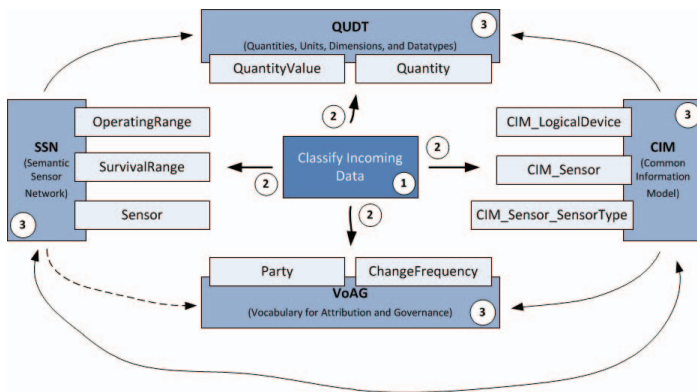 QUDT
3
(Quantities, Units, Dimensions, and Datatypes)
QuantityValue
Quantity
2
SSN
(Semantic
Sensor
Network)
3
OperatingRange
SurvivalRange
Sensor
2
Classify Incoming
Data
1
2
CIM_LogicalDevice
CIM_Sensor
CIM_Sensor_SensorType
3
CIM
(Common
Information
Model)
2
Party
ChangeFrequency
VoAG
(Vocabulary for Attribution and Governance)
3